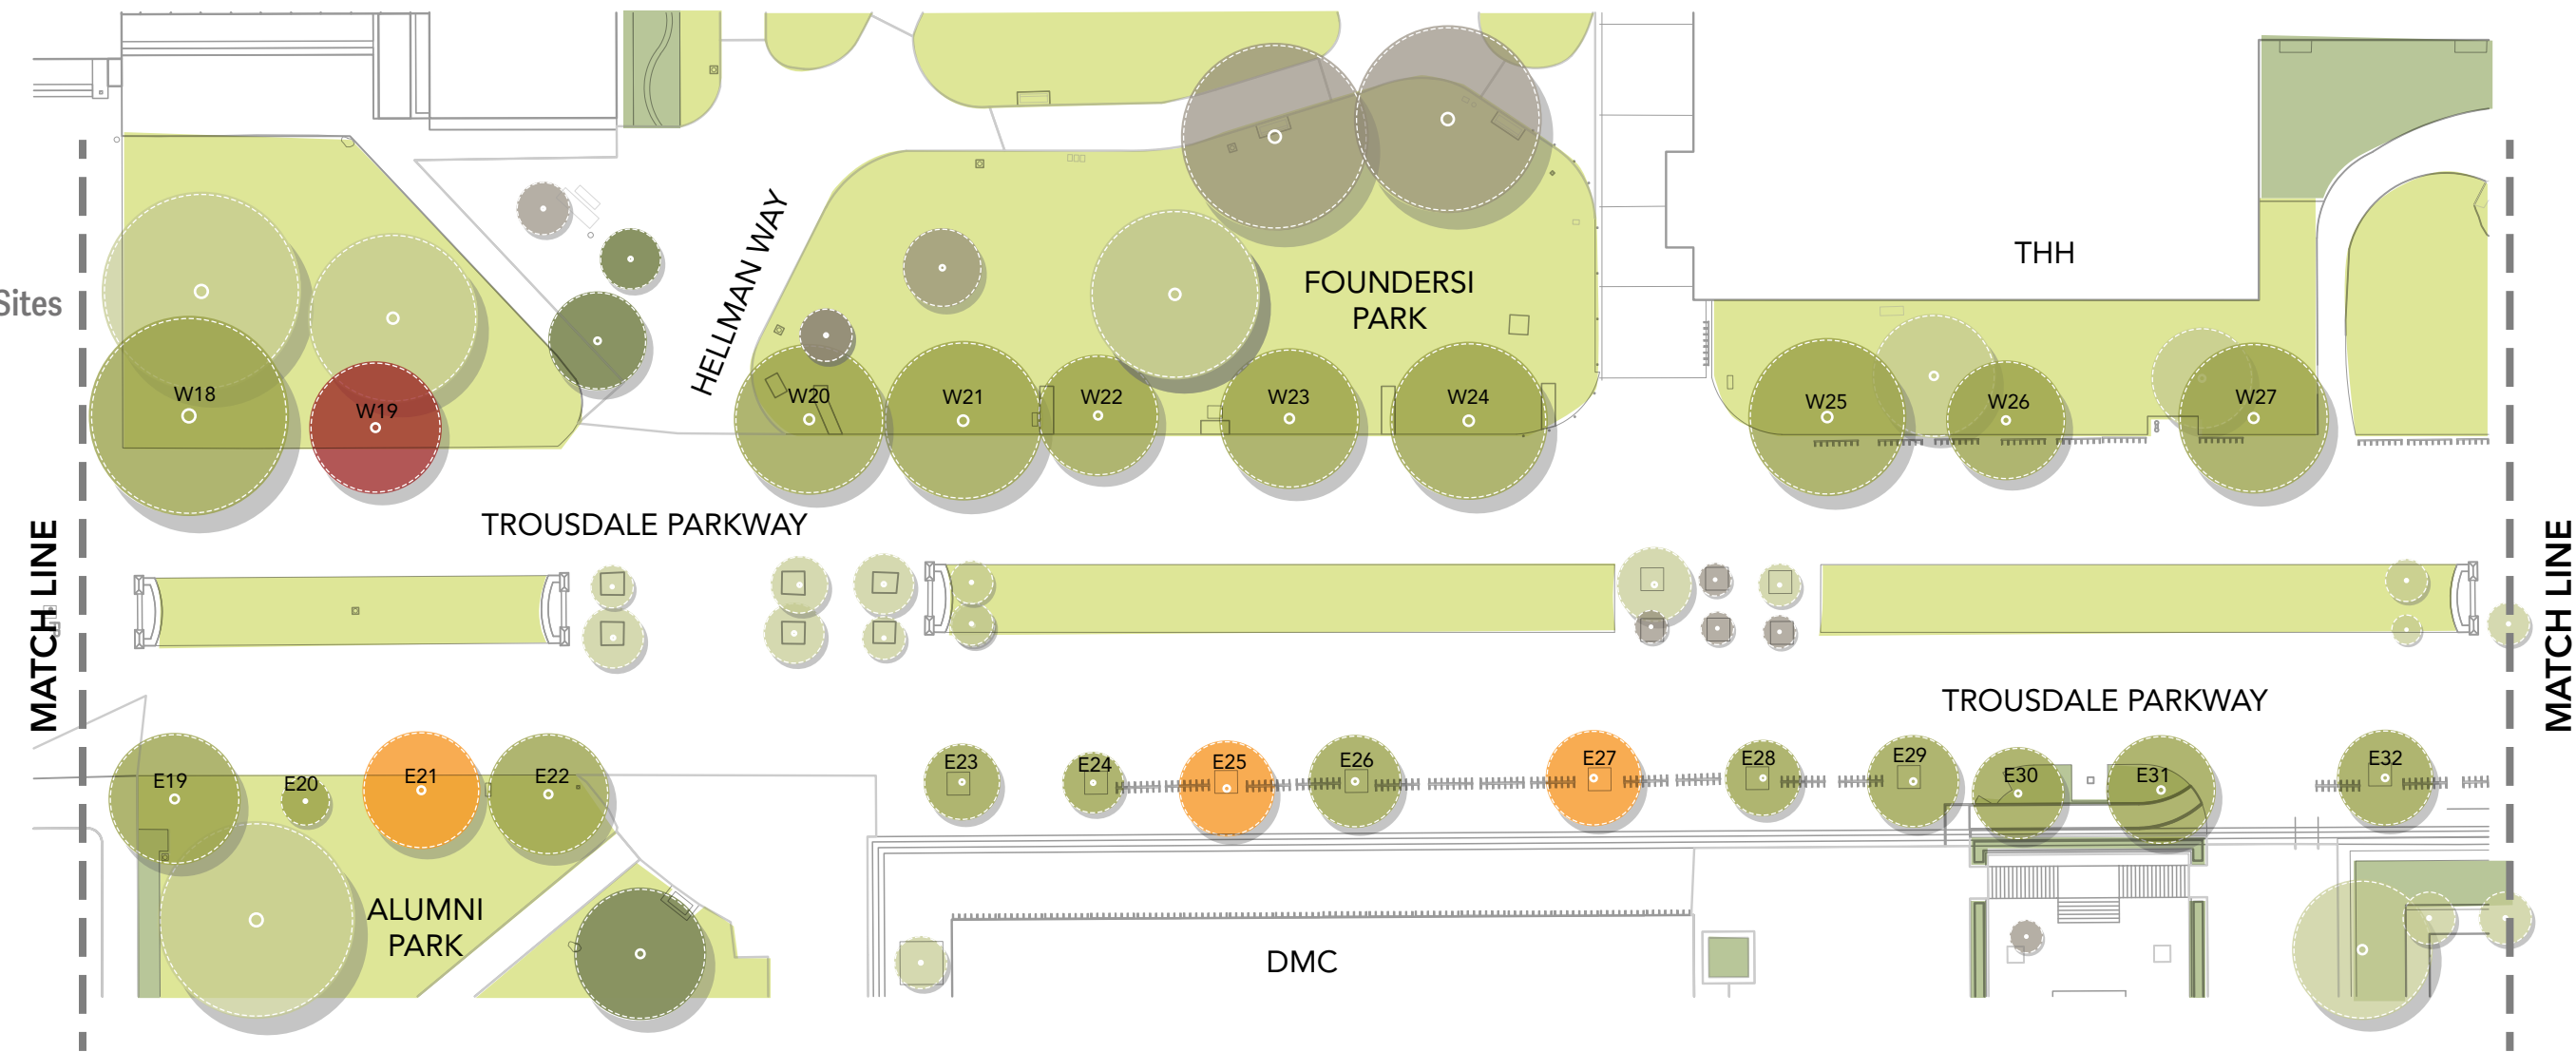 THH
HELLMAN WAY
FOUNDERSI
PARK
Sites
W18
W19
W20
W21
W22
W23
W24
W25
W26
W27
TROUSDALE PARKWAY
MATCH LINE
MATCH LINE
TROUSDALE PARKWAY
E19
E20
E21
E22
E23
E24
E25
E26
E27
E28
E29
E30
E31
E32
ALUMNI
PARK
DMC